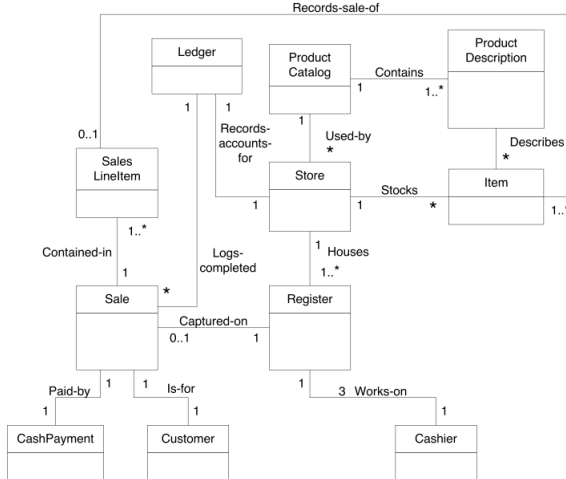 Records-sale-of
Ledger
Product
Catalog
Product
Description
Contains
1
1..*
1
1
1
0..1
Records-
accounts-
for
Used-by
*
Describes
*
Sales
LineItem
Store
Item
Stocks
1
1
*
1..*
1..*
Contained-in
1
Logs-
completed
*
1
Houses
1..*
Sale
Register
Captured-on
0..1
1
Paid-by
1
1
Is-for
1
3 Works-on
1
1
1
CashPayment
Customer
Cashier